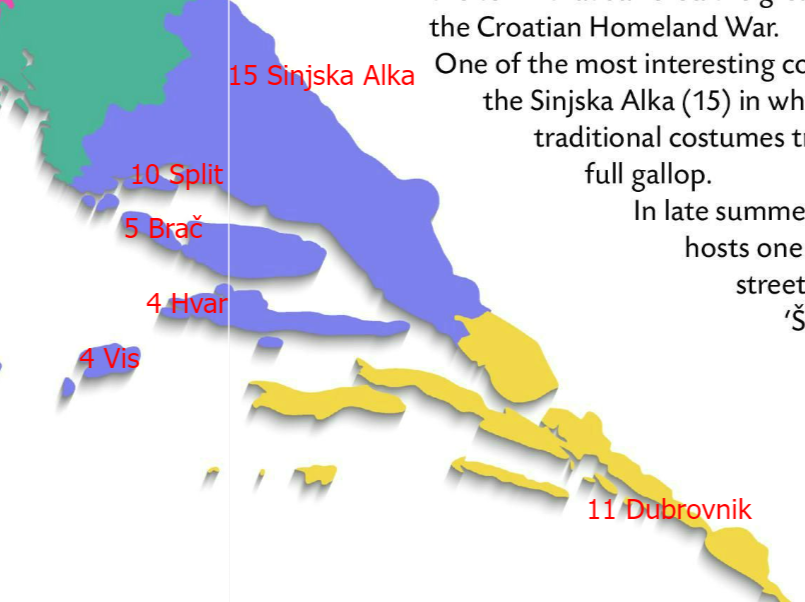 the Croatian Homeland War.
One of the most interesting co
the Sinjska Alka (15) in wh
traditional costumes tr
full gallop.
In late summe
hosts one
street
‘Š
15 Sinjska Alka
10 Split
5 Brač
4 Hvar
4 Vis
11 Dubrovnik